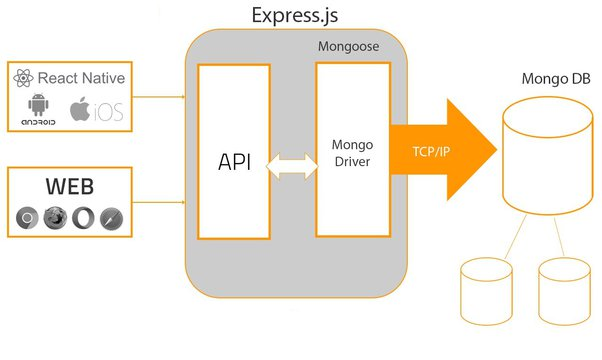 Express.js
Mongoose
React Native
ANDROID
iOS
WEB
API
Mongo
Driver
TCP/IP
Mongo DB